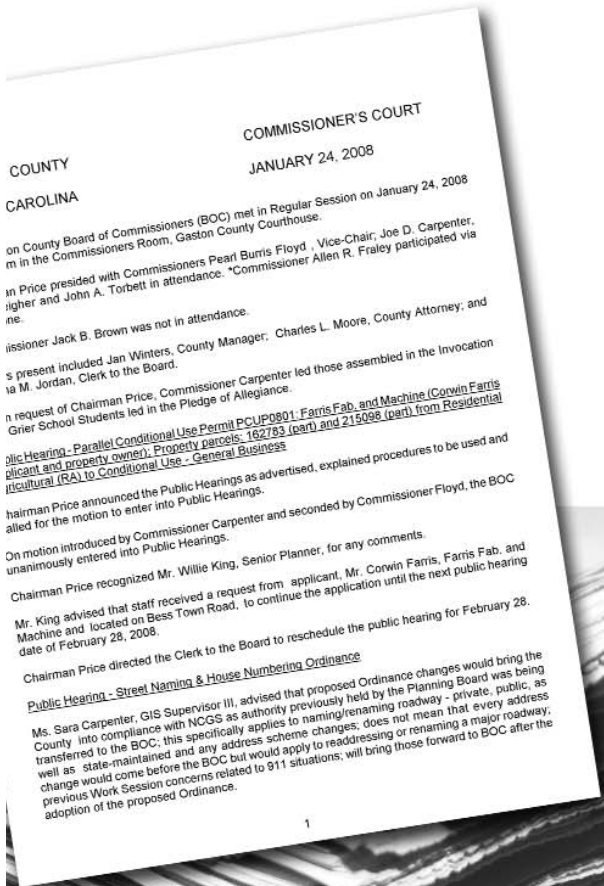 COUNTY
COMMISSIONER'S COURT
CAROLINA
JANUARY 24, 2008
on County Board of Commissioners (BOC) met in Regular Session on January 24, 2008
m in the Commissioners Room, Gaston County Courthouse.
an Price presided with Commissioners Pearl Burris Floyd , Vice-Chair; Joe D. Carpenter,
eigher and John A. Torbett in attendance. *Commissioner Allen R. Fraley participated via
ne.
issioner Jack B. Brown was not in attendance.
s present included Jan Winters, County Manager; Charles L. Moore, County Attorney; and
na M. Jordan, Clerk to the Board.
n request of Chairman Price, Commissioner Carpenter led those assembled in the Invocation
Grier School Students led in the Pledge of Allegiance.
blic Hearing - Parallel Conditional Use Permit PCUP0801: Farris Fab, and Machine (Corwin Farris
plicant and property owner); Property parcels: 162783 (part) and 215098 (part) from Residential
gricultural (RA) to Conditional Use - General Business
hairman Price announced the Public Hearings as advertised, explained procedures to be used and
alled for the motion to enter into Public Hearings.
On motion introduced by Commissioner Carpenter and seconded by Commissioner Floyd, the BOC
unanimously entered into Public Hearings.
Chairman Price recognized Mr. Willie King, Senior Planner, for any comments.
Mr. King advised that staff received a request from applicant, Mr. Corwin Farris, Farris Fab, and
Machine and located on Bess Town Road, to continue the application until the next public hearing
date of February 28, 2008.
Chairman Price directed the Clerk to the Board to reschedule the public hearing for February 28.
Public Hearing - Street Naming & House Numbering Ordinance
Ms. Sara Carpenter, GIS Supervisor III, advised that proposed Ordinance changes would bring the
County into compliance with NCGS as authority previously held by the Planning Board was being
transferred to the BOC; this specifically applies to naming/renaming roadway - private, public, as
well as state-maintained and any address scheme changes; does not mean that every address
change would come before the BOC but would apply to readdressing or renaming a major roadway;
previous Work Session concerns related to 911 situations; will bring those forward to BOC after the
adoption of the proposed Ordinance.
1